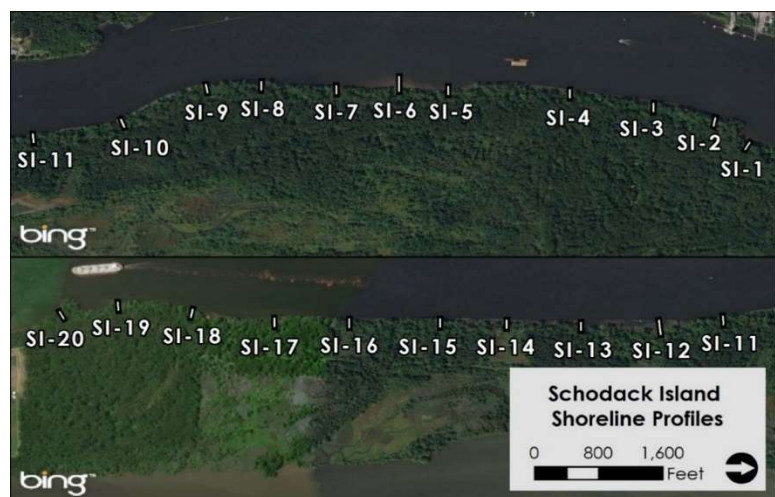 SI-11
SI-10
SI-9
SI-8
SI-7
SI-6
SI-5
SI-4
SI-3
SI-2
SI-1
bing™
SI-20
SI-19
SI-18
SI-17
SI-16
SI-15
SI-14
SI-13
SI-12
SI-11
Schodack Island
Shoreline Profiles
0 800 1,600
Feet
bing™